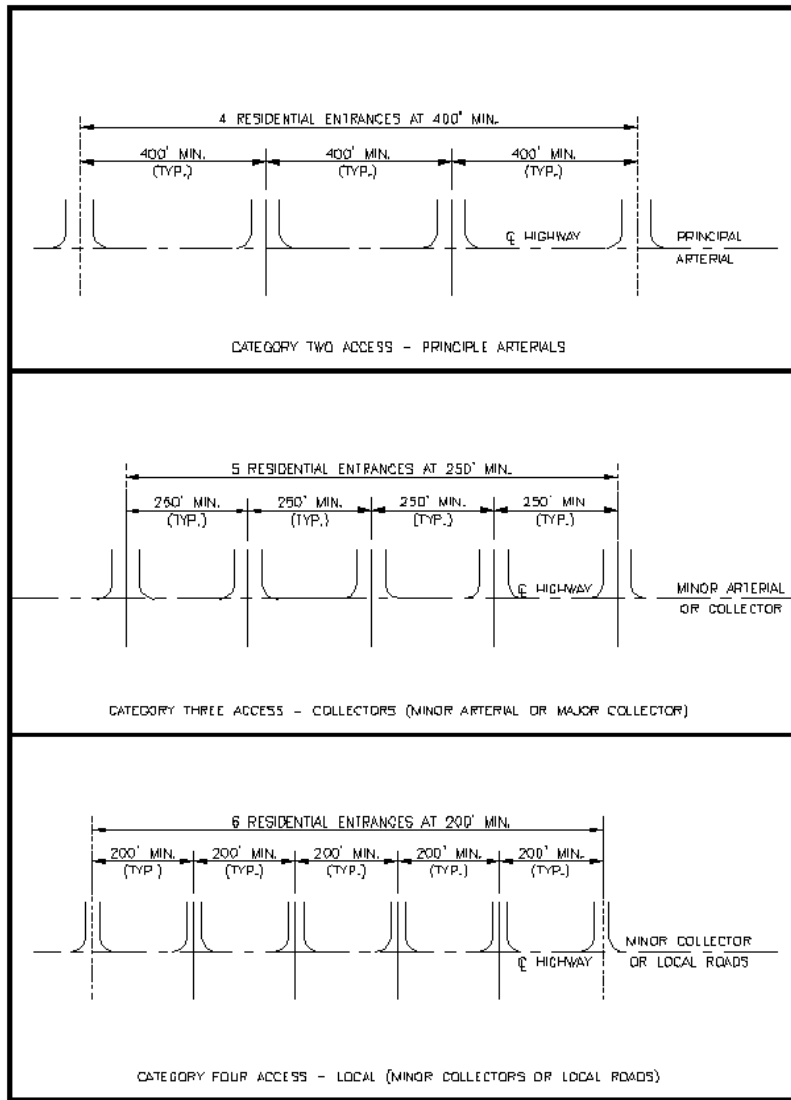 4 RESIDENTIAL ENTRANCES AT 400' MIN.
400' MIN. 400' MIN. 400' MIN.
(TYP.) (TYP.) (TYP.)
℄ HIGHWAY PRINCIPAL
ARTERIAL
CATEGORY TWO ACCESS - PRINCIPLE ARTERIALS
5 RESIDENTIAL ENTRANCES AT 250' MIN.
250' MIN. 250' MIN. 250' MIN. 250' MIN
(TYP.) (TYP.) (TYP.) (TYP.)
℄ HIGHWAY MINOR ARTERIAL
OR COLLECTOR
CATEGORY THREE ACCESS - COLLECTORS (MINOR ARTERIAL OR MAJOR COLLECTOR)
6 RESIDENTIAL ENTRANCES AT 200' MIN.
200' MIN. 200' MIN. 200' MIN. 200' MIN. 200' MIN.
(TYP.) (TYP.) (TYP.) (TYP.) (TYP.)
MINOR COLLECTOR
℄ HIGHWAY OR LOCAL ROADS
CATEGORY FOUR ACCESS - LOCAL (MINOR COLLECTORS OR LOCAL ROADS)